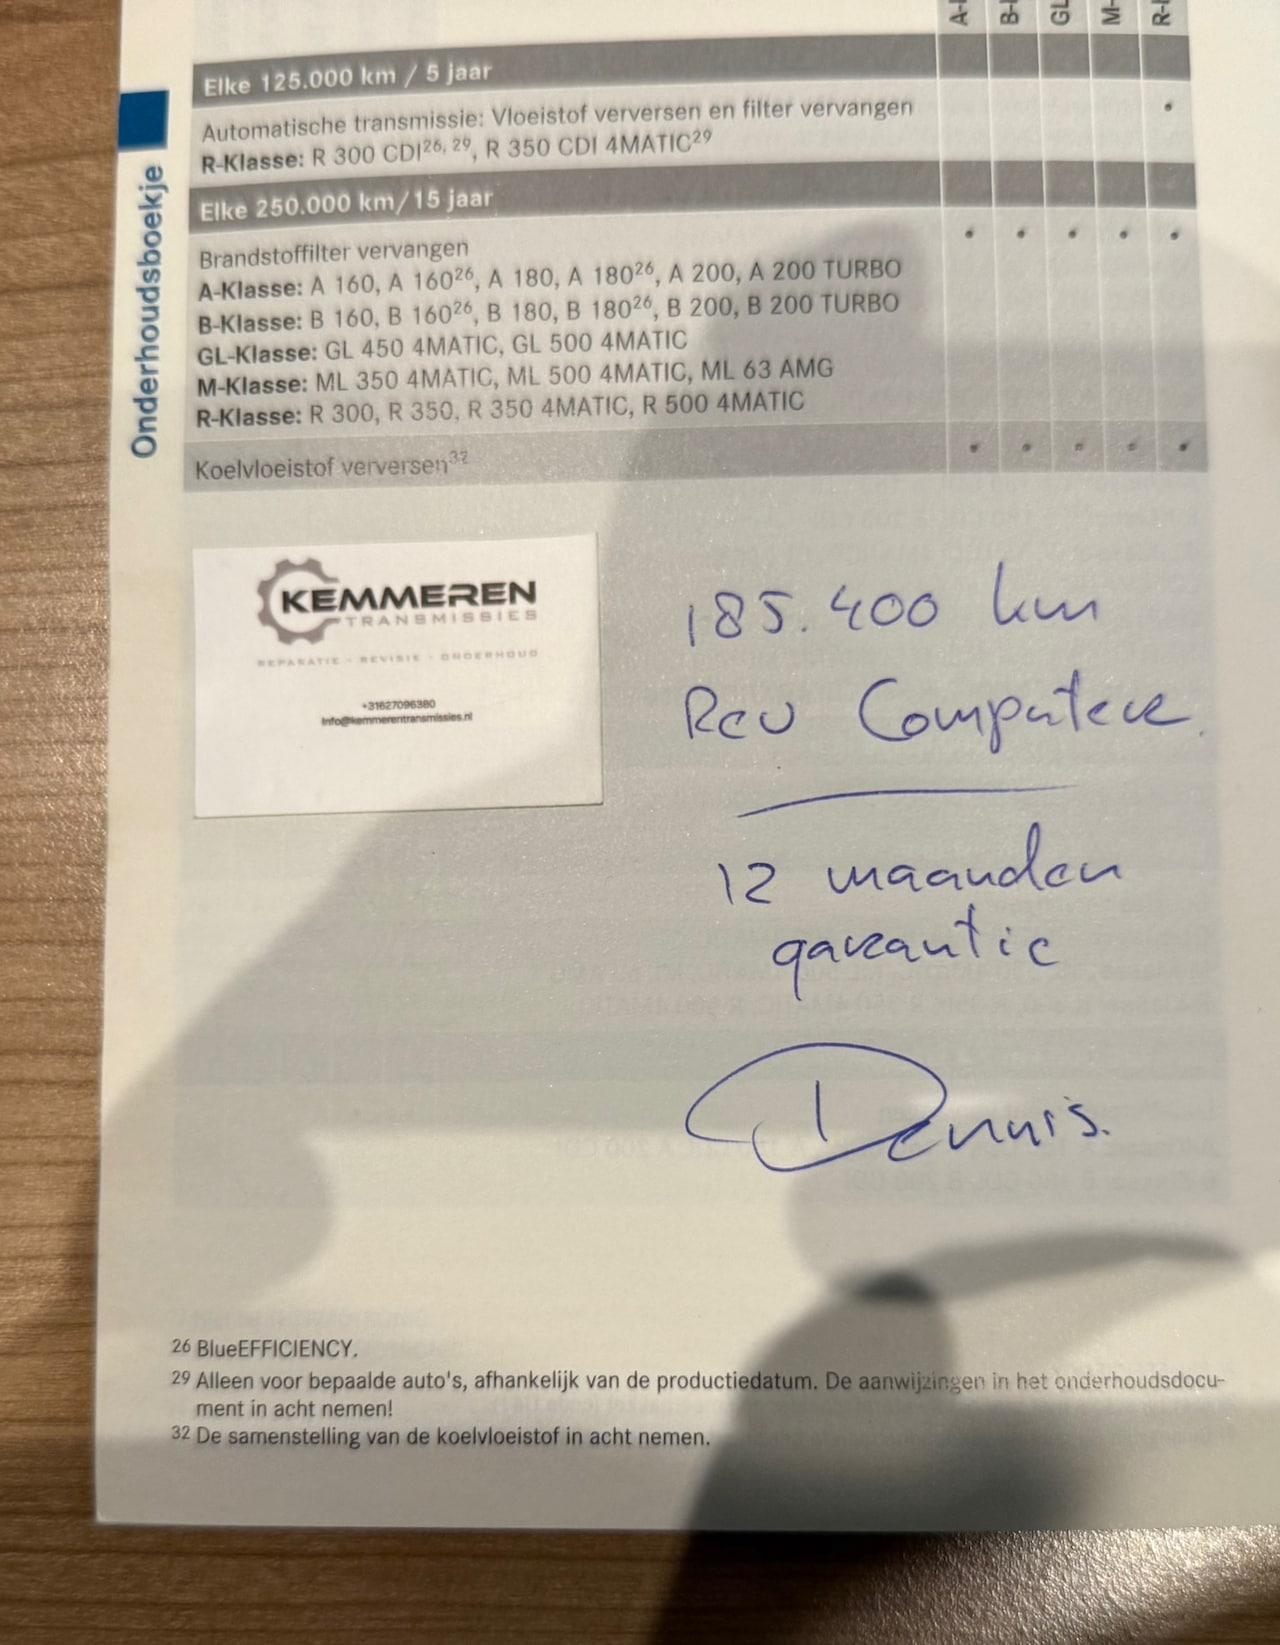 A-
B-
GL
M-
R-
Elke 125.000 km / 5 jaar
Automatische transmissie: Vloeistof verversen en filter vervangen
R-Klasse: R 300 CDI26, 29, R 350 CDI 4MATIC29
Elke 250.000 km/15 jaar
Brandstoffilter vervangen
A-Klasse: A 160, A 16026, A 180, A 18026, A 200, A 200 TURBO
B-Klasse: B 160, B 16026, B 180, B 18026, B 200, B 200 TURBO
GL-Klasse: GL 450 4MATIC, GL 500 4MATIC
M-Klasse: ML 350 4MATIC, ML 500 4MATIC, ML 63 AMG
R-Klasse: R 300, R 350, R 350 4MATIC, R 500 4MATIC
Koelvloeistof verversen32
Onderhoudsboekje
KEMMEREN
TRANSMISSIES
REPARATIE - REVISIE - ONDERHOUD
+31627096380
Info@kemmerentransmissies.nl
185.400 km
Rev Computer
12 maanden
garantie
Dennis.
26 BlueEFFICIENCY.
29 Alleen voor bepaalde auto's, afhankelijk van de productiedatum. De aanwijzingen in het onderhoudsdocu-
ment in acht nemen!
32 De samenstelling van de koelvloeistof in acht nemen.